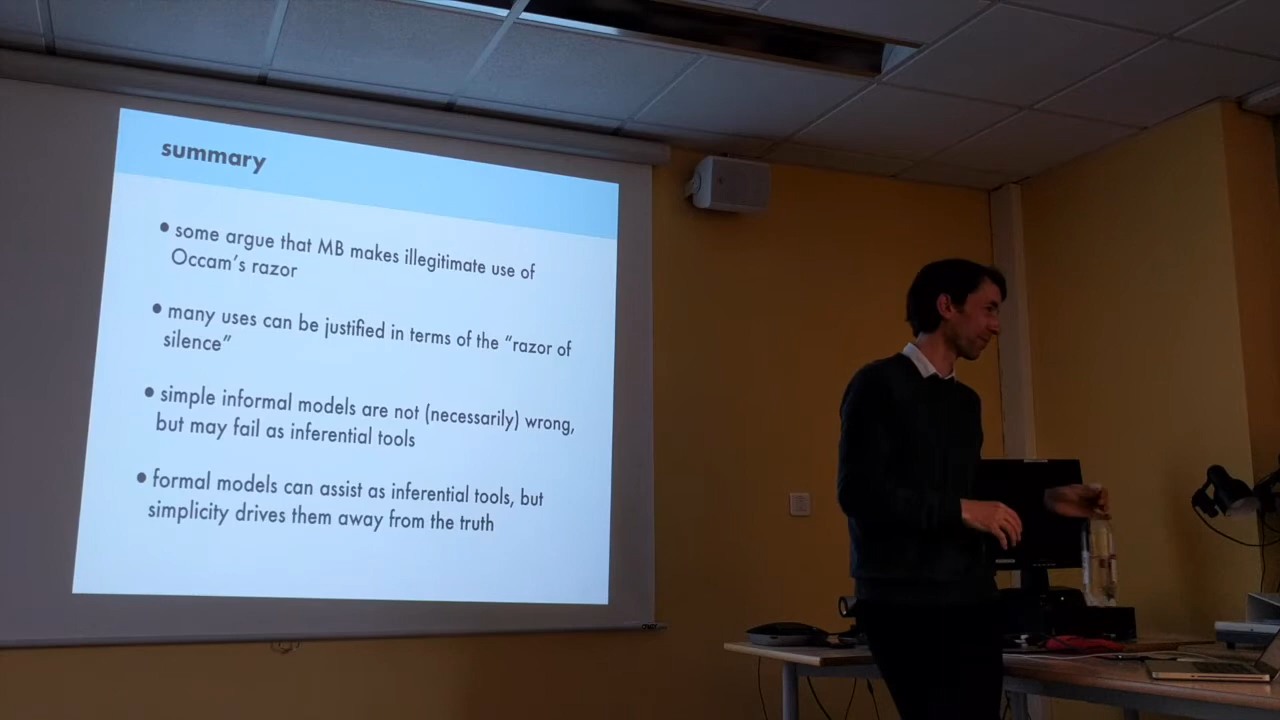 summary
• some argue that MB makes illegitimate use of
Occam's razor
• many uses can be justified in terms of the "razor of
silence"
• simple informal models are not (necessarily) wrong,
but may fail as inferential tools
• formal models can assist as inferential tools, but
simplicity drives them away from the truth